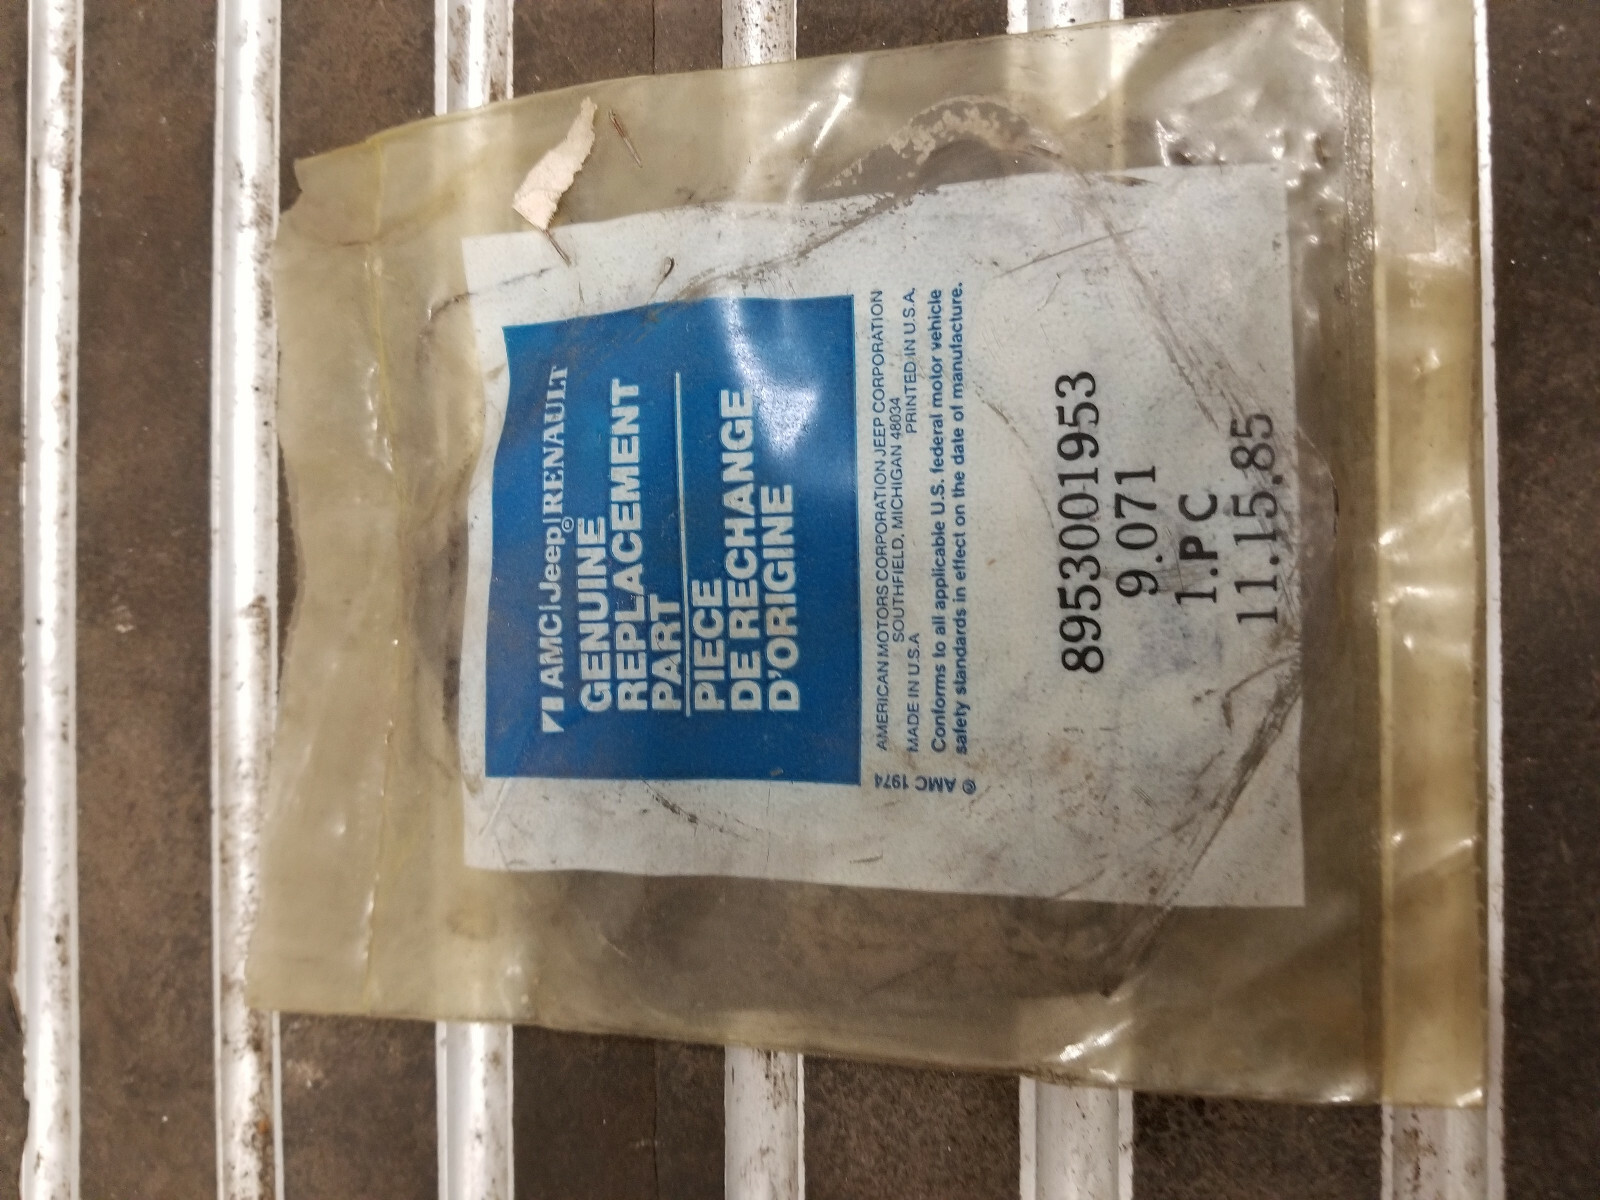 AMC|Jeep®|RENAULT
GENUINE
REPLACEMENT
PART
PIECE
DE RECHANGE
D'ORIGINE
AMERICAN MOTORS CORPORATION JEEP CORPORATION
SOUTHFIELD, MICHIGAN 48034
MADE IN U.S.A PRINTED IN U.S.A.
Conforms to all applicable U.S. federal motor vehicle
safety standards in effect on the date of manufacture.
© AMC 1974
8953001953
9.071
1.PC
11.15.85